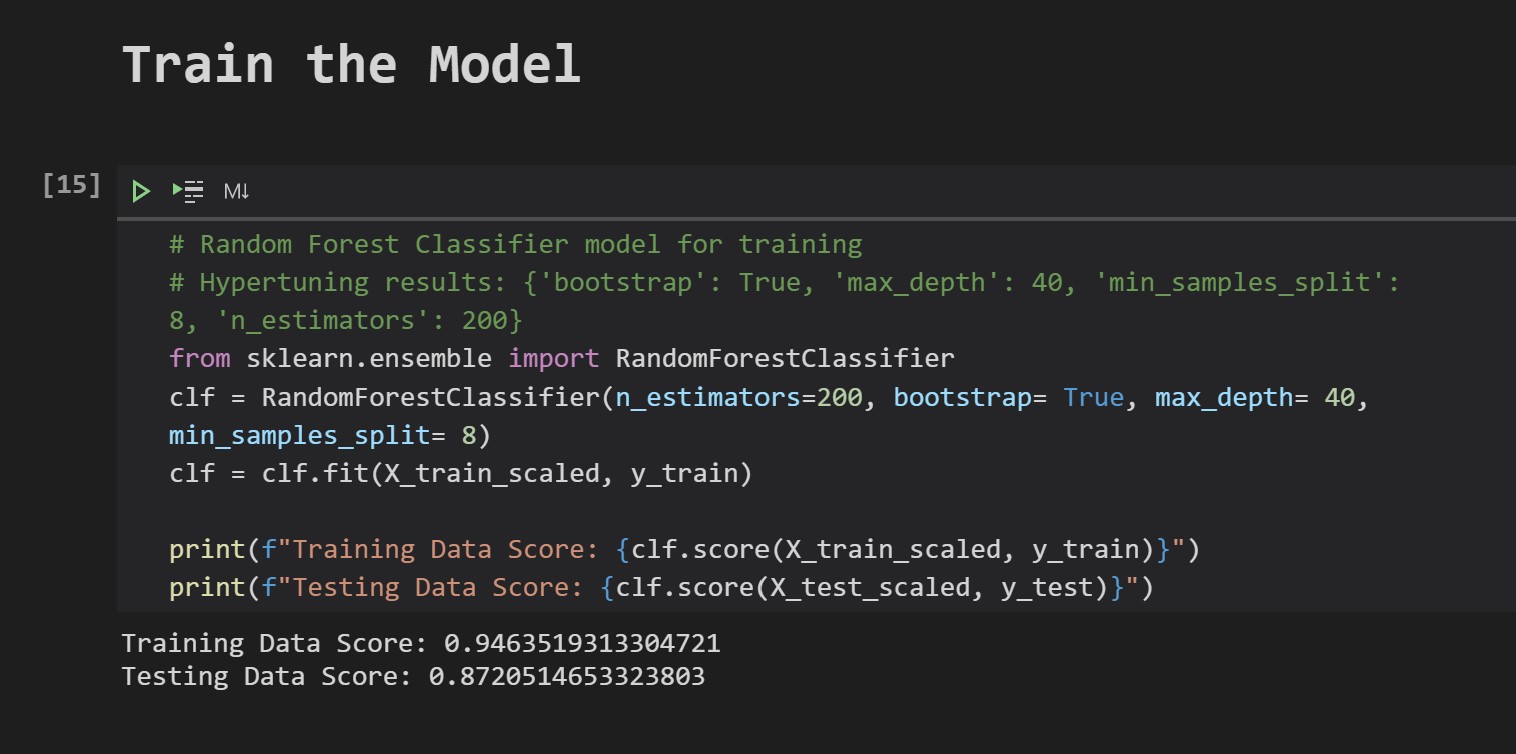 Train the Model
[15]
M↓
# Random Forest Classifier model for training
# Hypertuning results: {'bootstrap': True, 'max_depth': 40, 'min_samples_split':
8, 'n_estimators': 200}
from sklearn.ensemble import RandomForestClassifier
clf = RandomForestClassifier(n_estimators=200, bootstrap= True, max_depth= 40,
min_samples_split= 8)
clf = clf.fit(X_train_scaled, y_train)
print(f"Training Data Score: {clf.score(X_train_scaled, y_train)}")
print(f"Testing Data Score: {clf.score(X_test_scaled, y_test)}")
Training Data Score: 0.9463519313304721
Testing Data Score: 0.8720514653323803